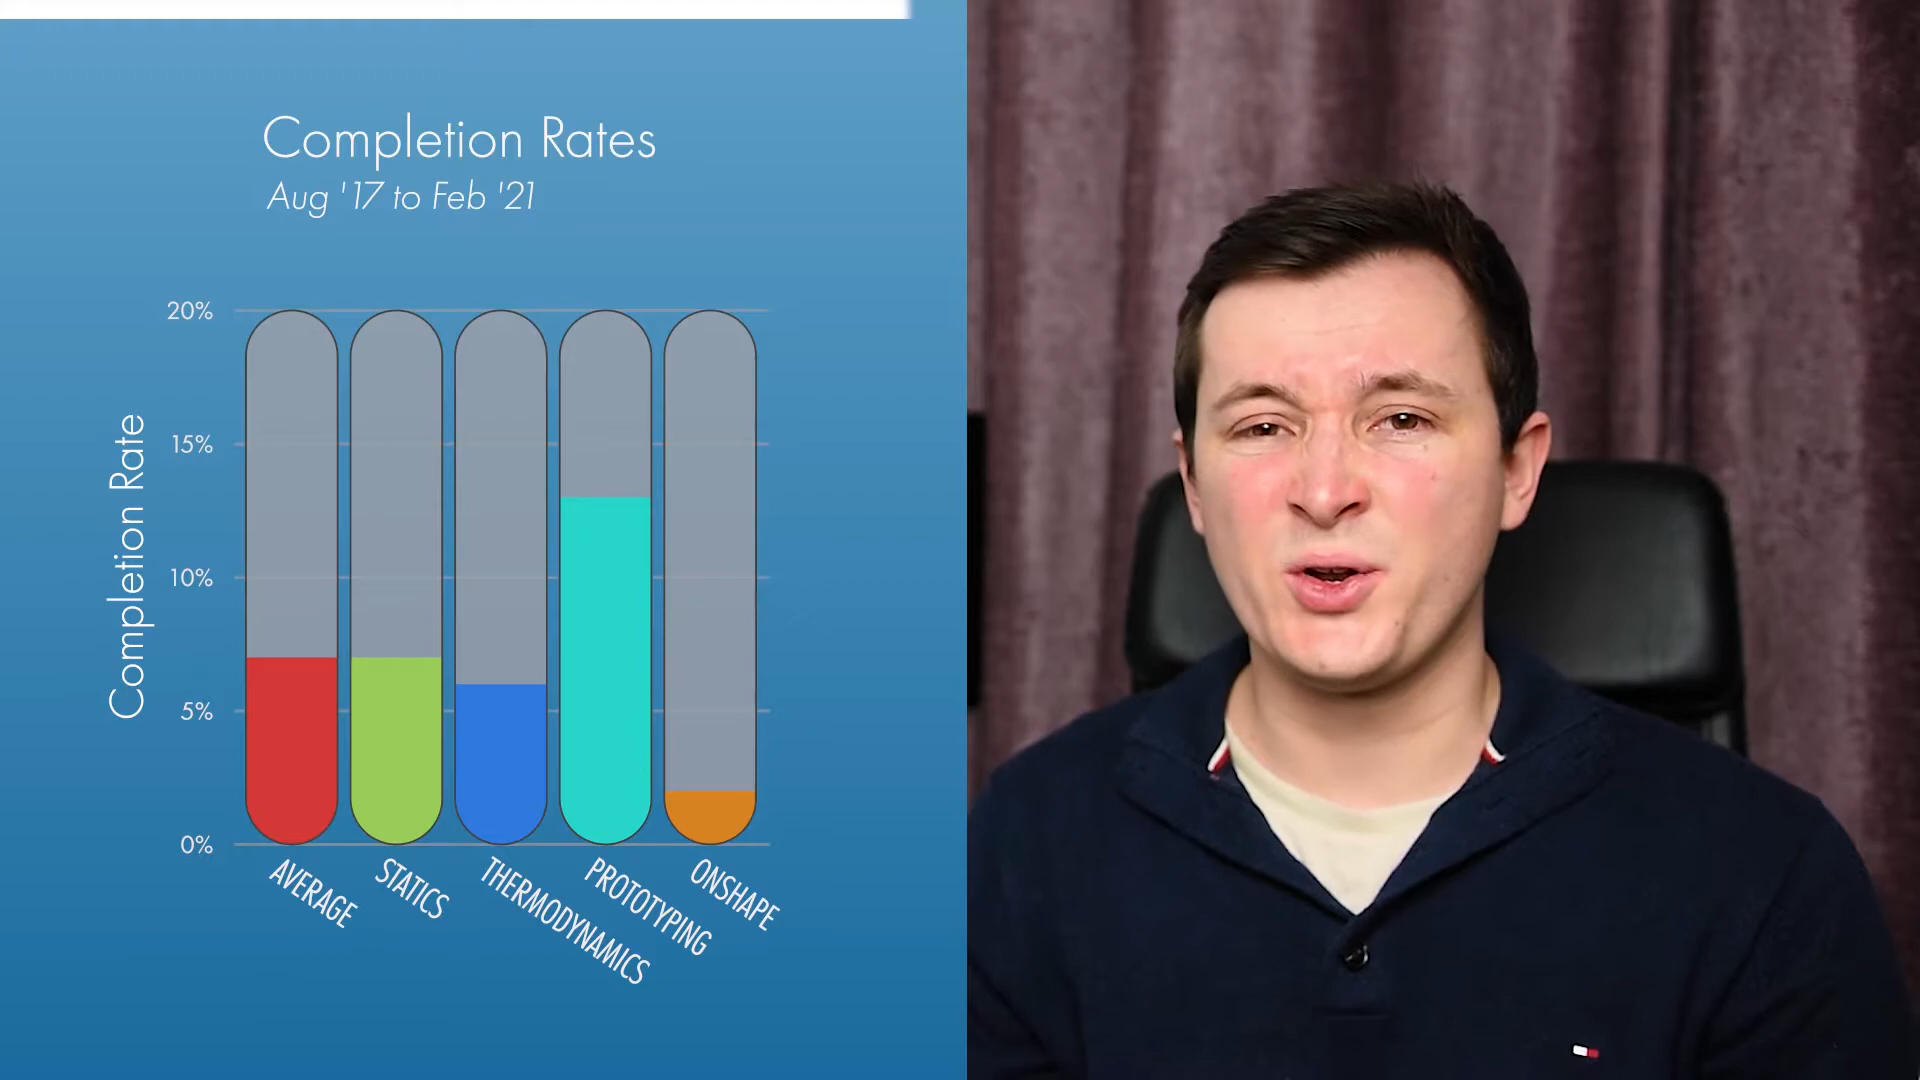 Completion Rates
Aug '17 to Feb '21
Completion Rate
20%
15%
10%
5%
0%
AVERAGE
STATICS
THERMODYNAMICS
PROTOTYPING
ONSHAPE